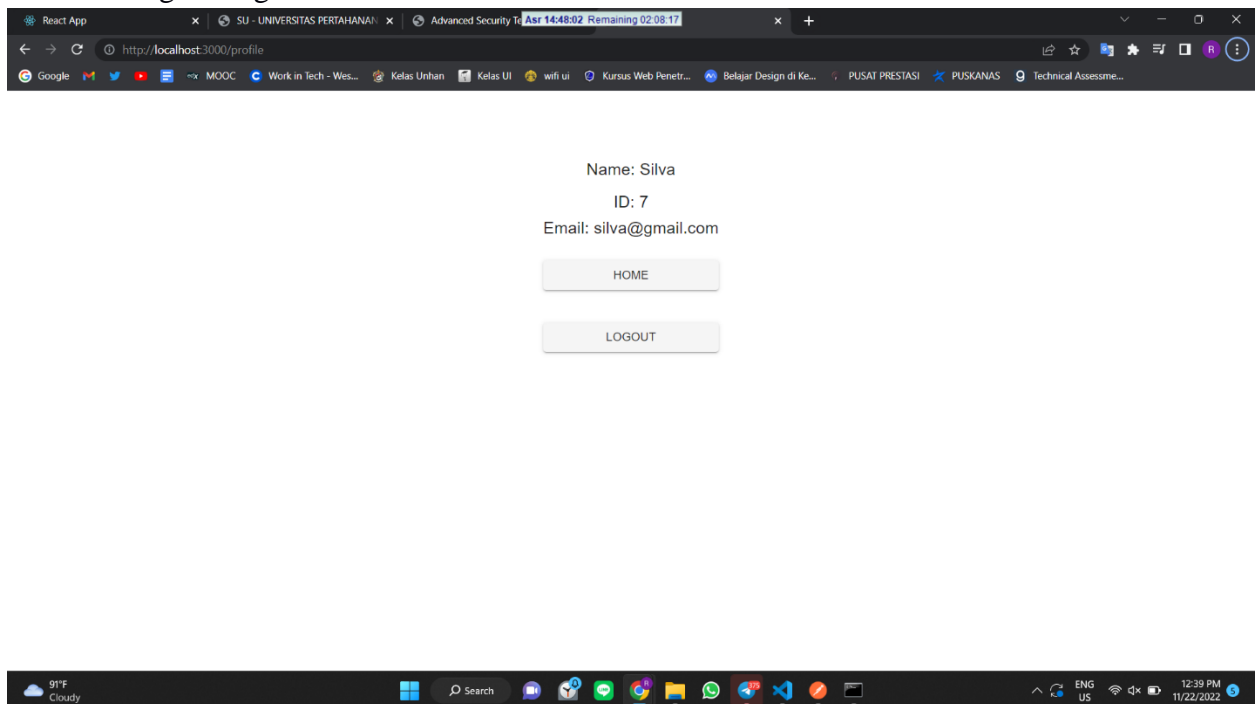 React App
SU - UNIVERSITAS PERTAHANAN
Advanced Security Te
Asr 14:48:02 Remaining 02:08:17
http://localhost:3000/profile
R
Google
MOOC
Work in Tech - Wes...
Kelas Unhan
Kelas UI
wifi ui
Kursus Web Penetr...
Belajar Design di Ke...
PUSAT PRESTASI
PUSKANAS
Technical Assessme...
Name: Silva
ID: 7
Email: silva@gmail.com
HOME
LOGOUT
91°F
Cloudy
Search
ENG
US
12:39 PM
11/22/2022
5